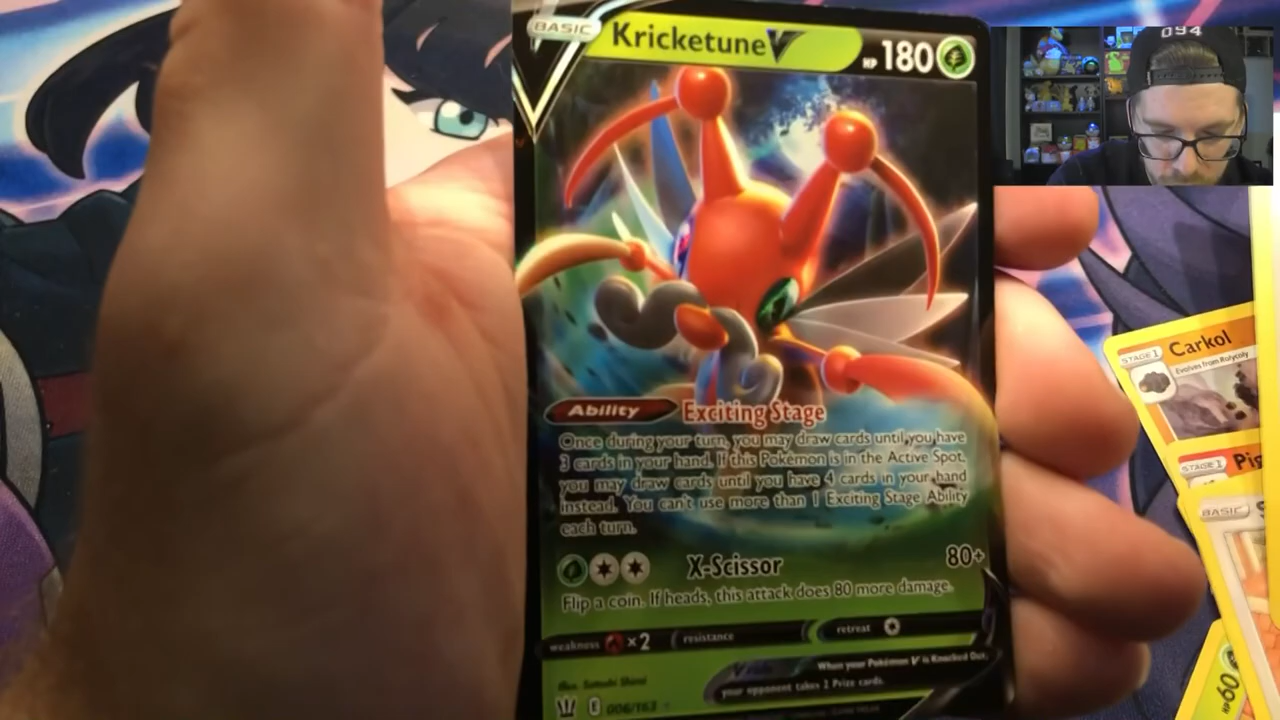 BASIC
Kricketune V
HP 180
094
Ability Exciting Stage
Once during your turn, you may draw cards until you have
3 cards in your hand. If this Pokémon is in the Active Spot,
you may draw cards until you have 4 cards in your hand
instead. You can't use more than 1 Exciting Stage Ability
each turn.
X-Scissor 80+
Flip a coin. If heads, this attack does 80 more damage.
weakness ×2 resistance retreat
When your Pokémon V is Knocked Out,
your opponent takes 2 Prize cards.
Illus. Satoshi Shirai
E 006/163
STAGE 1
Carkol
Evolves from Rolycoly
STAGE 1
BASIC